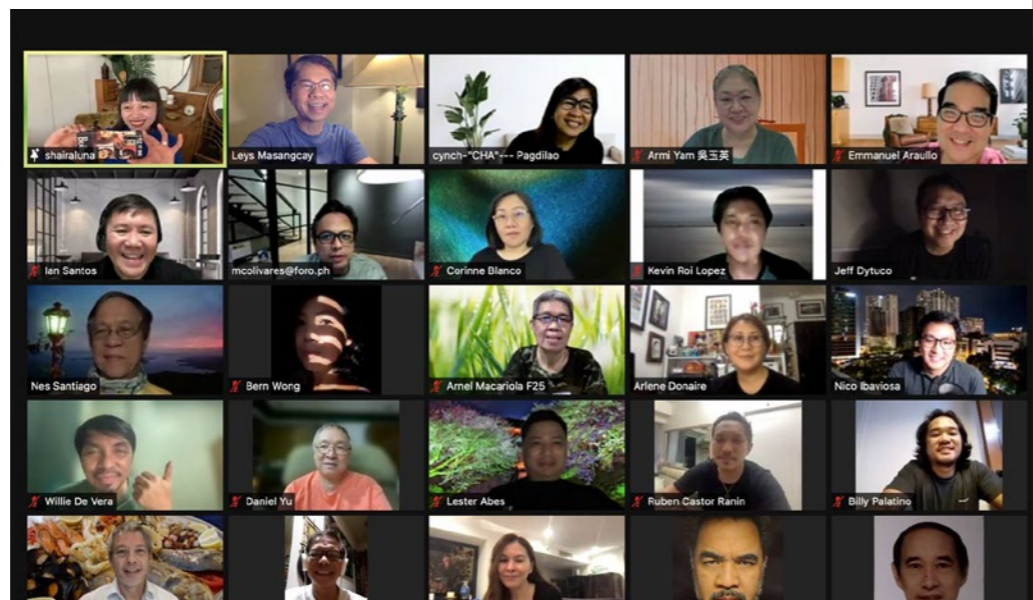 shairaluna
Leys Masangcay
cynch-"CHA"--- Pagdilao
Armi Yam 吳玉英
Emmanuel Araullo
Ian Santos
mcolivares@foro.ph
Corinne Blanco
Kevin Roi Lopez
Jeff Dytuco
Nes Santiago
Bern Wong
Arnel Macariola F25
Arlene Donaire
Nico Ibaviosa
Willie De Vera
Daniel Yu
Lester Abes
Ruben Castor Ranin
Billy Palatino